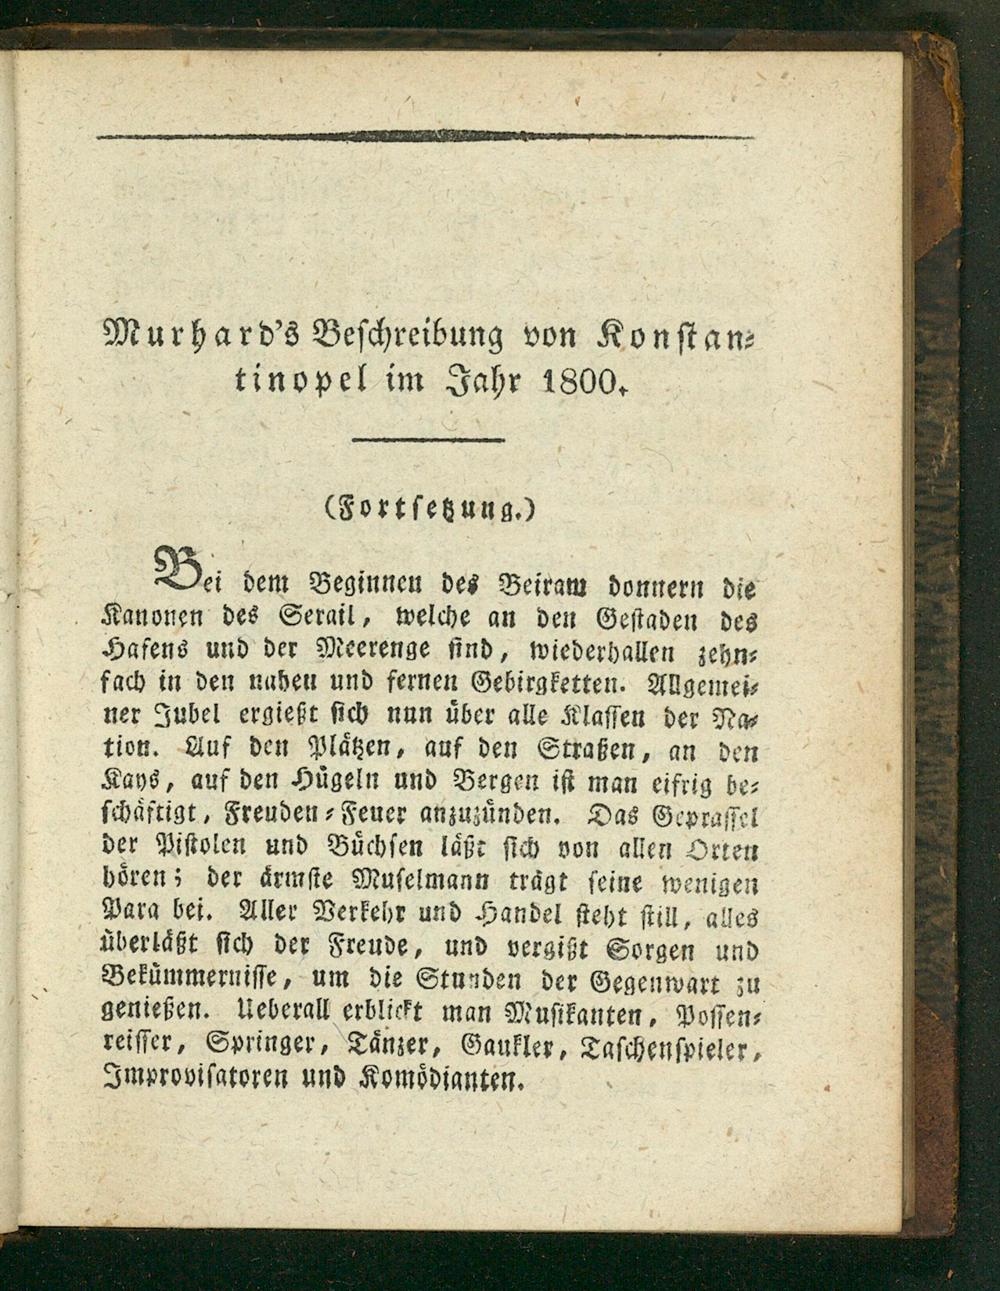 Murhard's Beschreibung von Konstan-
tinopel im Jahr 1800.
(Fortsetzung.)
Bei dem Beginnen des Beiram donnern die
Kanonen des Serail, welche an den Gestaden des
Hafens und der Meerenge sind, wiederhallen zehn-
fach in den nahen und fernen Gebirgketten. Allgemei-
ner Jubel ergießt sich nun über alle Klassen der Na-
tion. Auf den Plätzen, auf den Straßen, an den
Kays, auf den Hügeln und Bergen ist man eifrig be-
schäftigt, Freuden-Feuer anzuzünden. Das Geprassel
der Pistolen und Büchsen läßt sich von allen Orten
hören; der ärmste Muselmann trägt seine wenigen
Para bei. Aller Verkehr und Handel steht still, alles
überläßt sich der Freude, und vergißt Sorgen und
Bekümmernisse, um die Stunden der Gegenwart zu
genießen. Ueberall erblickt man Musikanten, Possen-
reisser, Springer, Tänzer, Gaukler, Taschenspieler,
Improvisatoren und Komödianten.